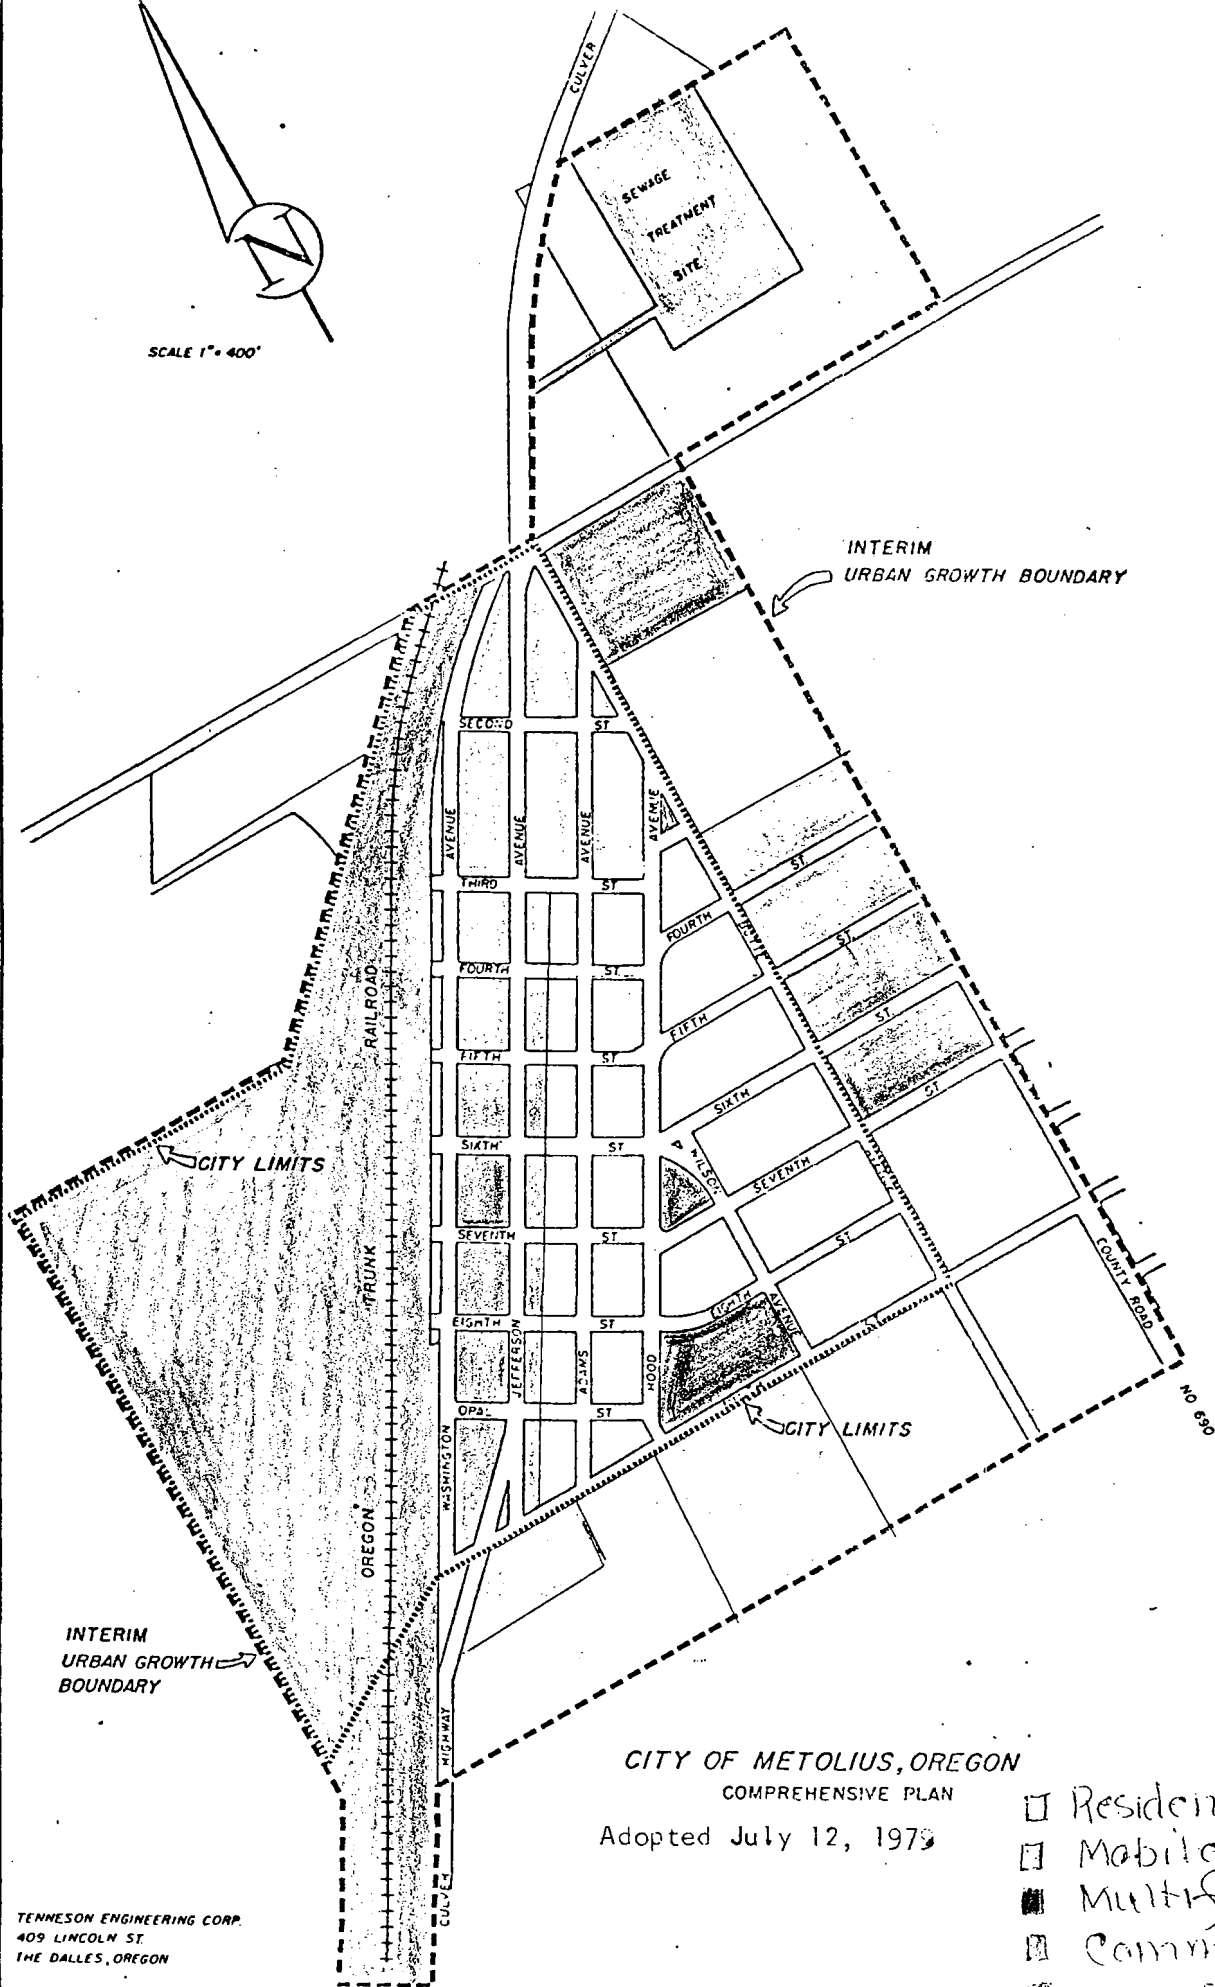 CULVER
SEWAGE
TREATMENT
SITE
N
SCALE 1"= 400'
INTERIM
URBAN GROWTH BOUNDARY
SECOND ST
AVENUE
AVENUE
AVENUE
AVENUE
THIRD ST
ST.
FOURTH
ST.
FOURTH ST.
RAILROAD
FIFTH
ST.
FIFTH ST
SIXTH
ST
CITY LIMITS
SIXTH ST
WILSON
SEVENTH
SEVENTH ST
ST.
TRUNK
COUNTY ROAD
NO 690
EIGHTH
AVENUE
EIGHTH ST
JEFFERSON
ADAMS
HOOD
OPAL ST
CITY LIMITS
WASHINGTON
OREGON
INTERIM
URBAN GROWTH
BOUNDARY
HIGHWAY
CULVER
CITY OF METOLIUS, OREGON
COMPREHENSIVE PLAN
Adopted July 12, 1979
Residen
Mobile
Multif
Comm
TENNESON ENGINEERING CORP.
409 LINCOLN ST.
THE DALLES, OREGON